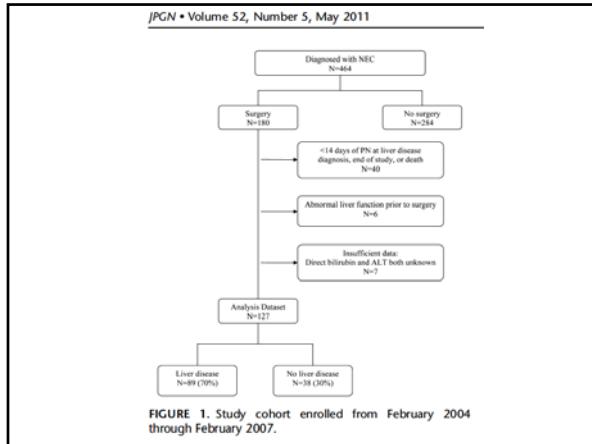 JPGN • Volume 52, Number 5, May 2011
Diagnosed with NEC
N=464
Surgery
N=180
No surgery
N=284
<14 days of PN at liver disease
diagnosis, end of study, or death
N=40
Abnormal liver function prior to surgery
N=6
Insufficient data:
Direct bilirubin and ALT both unknown
N=7
Analysis Dataset
N=127
Liver disease
N=89 (70%)
No liver disease
N=38 (30%)
FIGURE 1. Study cohort enrolled from February 2004
through February 2007.